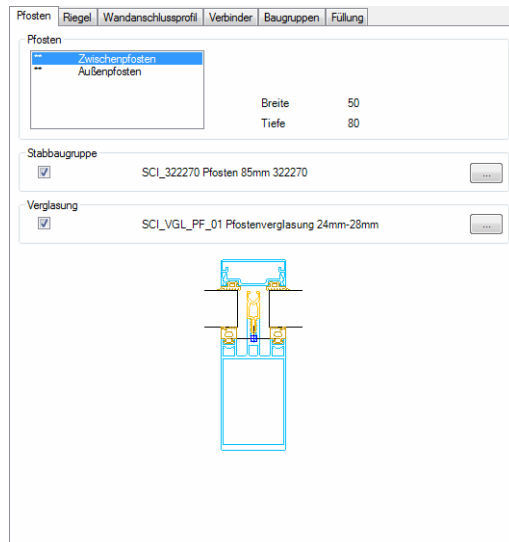 Pfosten Riegel Wandanschlussprofil Verbinder Baugruppen Füllung
Pfosten
** Zwischenpfosten
** Außenpfosten
Breite 50
Tiefe 80
Stabbaugruppe
SCI_322270 Pfosten 85mm 322270 ...
Verglasung
SCI_VGL_PF_01 Pfostenverglasung 24mm-28mm ...